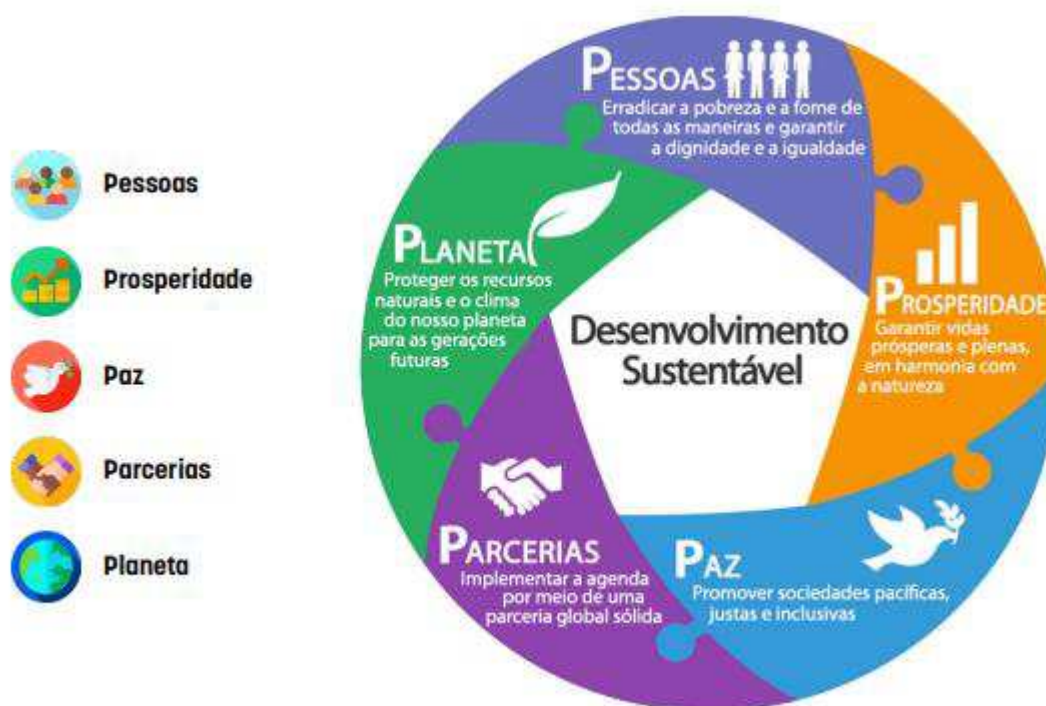 Pessoas
Prosperidade
Paz
Parcerias
Planeta
PESSOAS
Erradicar a pobreza e a fome de
todas as maneiras e garantir
a dignidade e a igualdade
PROSPERIDADE
Garantir vidas
prósperas e plenas,
em harmonia com
a natureza
PAZ
Promover sociedades pacíficas,
justas e inclusivas
PARCERIAS
Implementar a agenda
por meio de uma
parceria global sólida
PLANETA
Proteger os recursos
naturais e o clima
do nosso planeta
para as gerações
futuras
Desenvolvimento
Sustentável